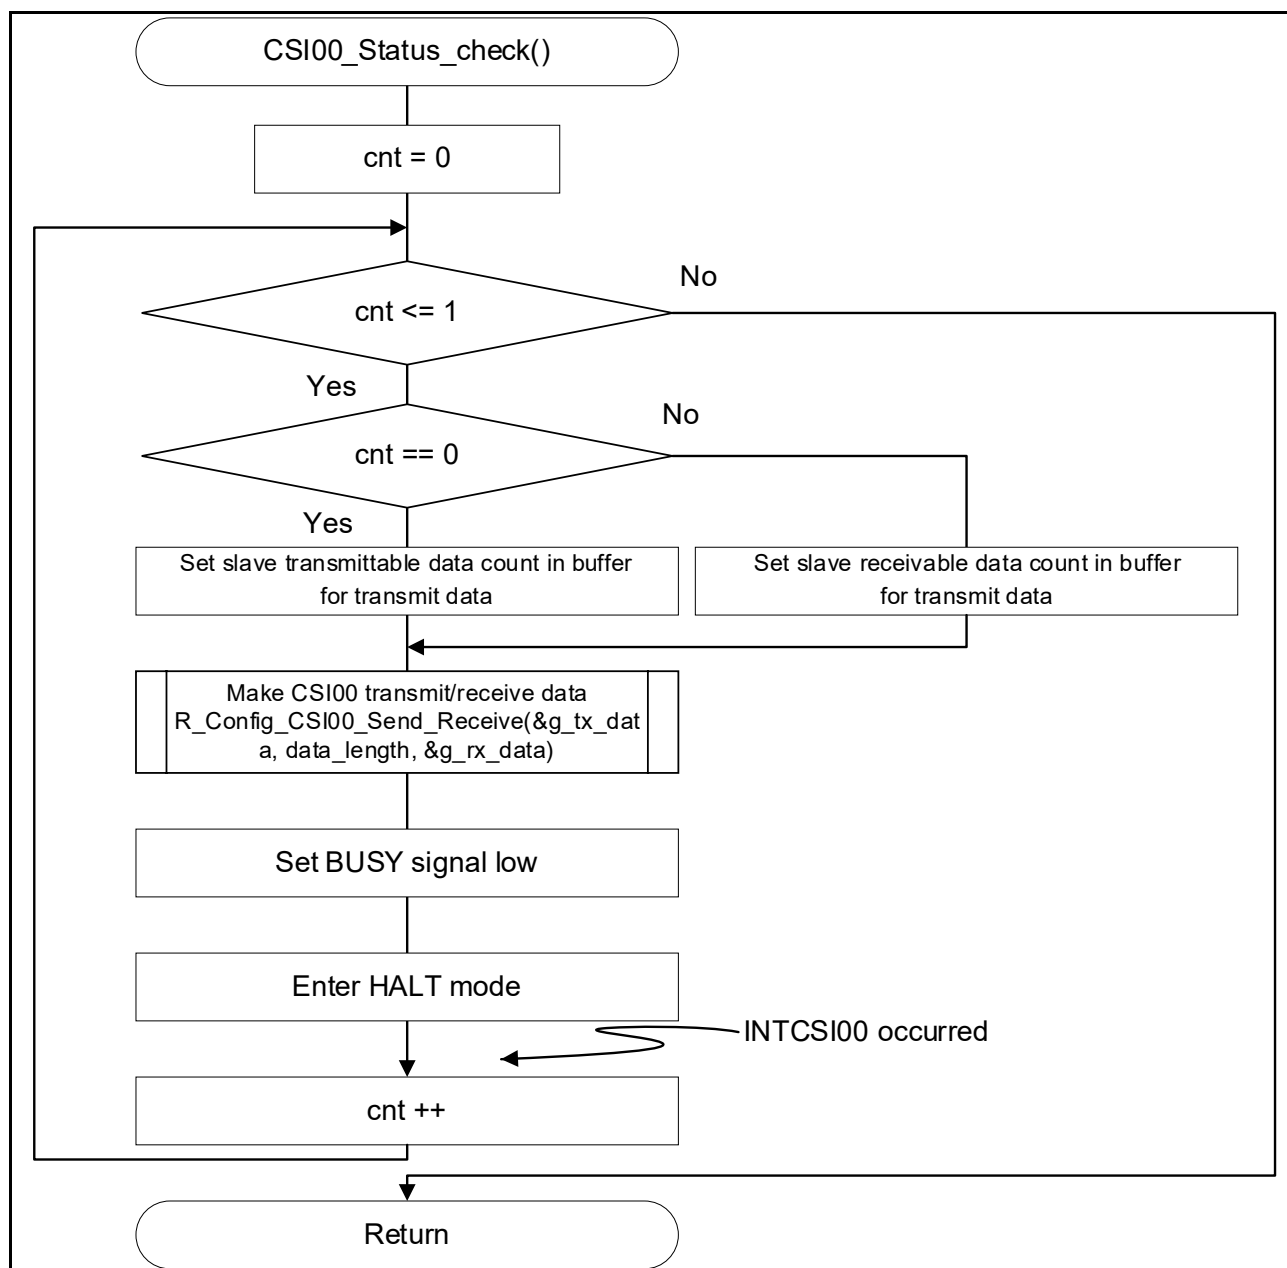 CSI00_Status_check()
cnt = 0
cnt <= 1
No
Yes
cnt == 0
No
Yes
Set slave transmittable data count in buffer
for transmit data
Set slave receivable data count in buffer
for transmit data
Make CSI00 transmit/receive data
R_Config_CSI00_Send_Receive(&g_tx_dat
a, data_length, &g_rx_data)
Set BUSY signal low
Enter HALT mode
INTCSI00 occurred
cnt ++
Return